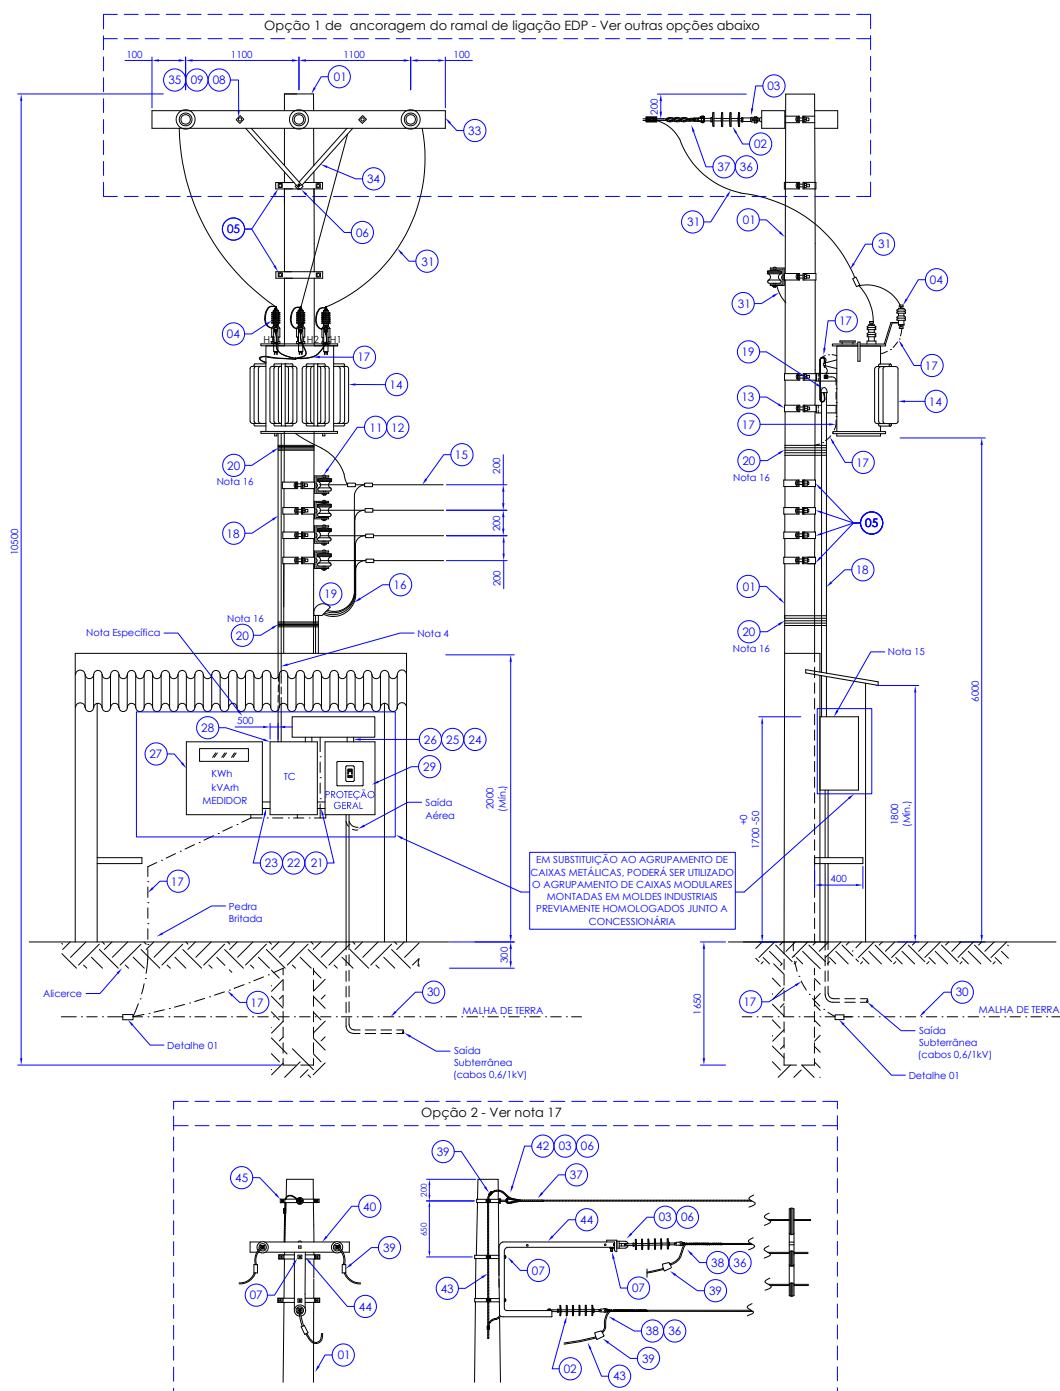 Opção 1 de ancoragem do ramal de ligação EDP - Ver outras opções abaixo
100
1100
1100
100
35
09
08
01
33
34
05
06
31
04
H3
H2
H1
17
14
11
12
20
Nota 16
15
200
200
200
18
16
19
Nota 16
20
Nota Específica
Nota 4
10500
500
28
27
KWh
kVArh
MEDIDOR
TC
PROTEÇÃO
GERAL
26
25
24
29
Saída
Aérea
23
22
21
17
Pedra
Britada
Alicerce
17
Detalhe 01
30
MALHA DE TERRA
Saída
Subterrânea
(cabos 0,6/1kV)
2000
(Mín.)
300
200
03
02
37
36
31
01
31
31
04
17
17
19
13
14
17
17
20
Nota 16
05
18
01
20
Nota 16
Nota 15
6000
+0
1700 -50
1800
(Mín.)
400
EM SUBSTITUIÇÃO AO AGRUPAMENTO DE
CAIXAS METÁLICAS, PODERÁ SER UTILIZADO
O AGRUPAMENTO DE CAIXAS MODULARES
MONTADAS EM MOLDES INDUSTRIAIS
PREVIAMENTE HOMOLOGADOS JUNTO A
CONCESSIONÁRIA
1650
17
30
MALHA DE TERRA
Saída
Subterrânea
(cabos 0,6/1kV)
Detalhe 01
Opção 2 - Ver nota 17
45
40
39
07
44
01
39
42
03
06
37
200
650
44
03
06
07
07
38
36
39
43
02
38
36
39
43